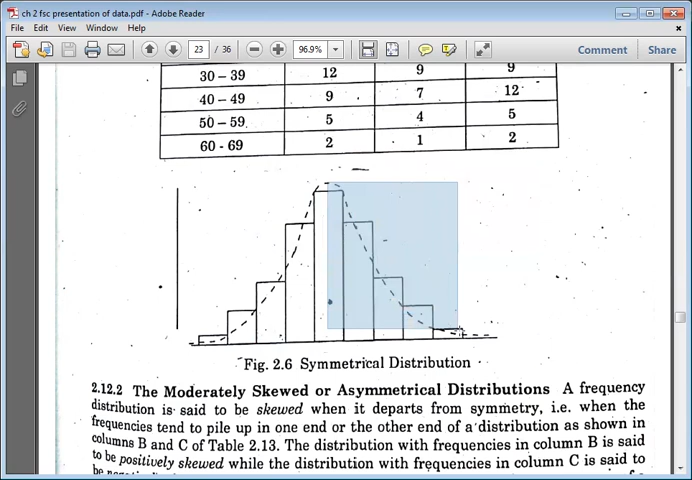 ch 2 fsc presentation of data.pdf - Adobe Reader
File Edit View Window Help
23 / 36 96.9% Comment Share
30 – 39 12 9 9
40 – 49 9 7 12
50 – 59 5 4 5
60 - 69 2 1 2
Fig. 2.6 Symmetrical Distribution
2.12.2 The Moderately Skewed or Asymmetrical Distributions A frequency
distribution is said to be skewed when it departs from symmetry, i.e. when the
frequencies tend to pile up in one end or the other end of a distribution as shown in
columns B and C of Table 2.13. The distribution with frequencies in column B is said
to be positively skewed while the distribution with frequencies in column C is said to